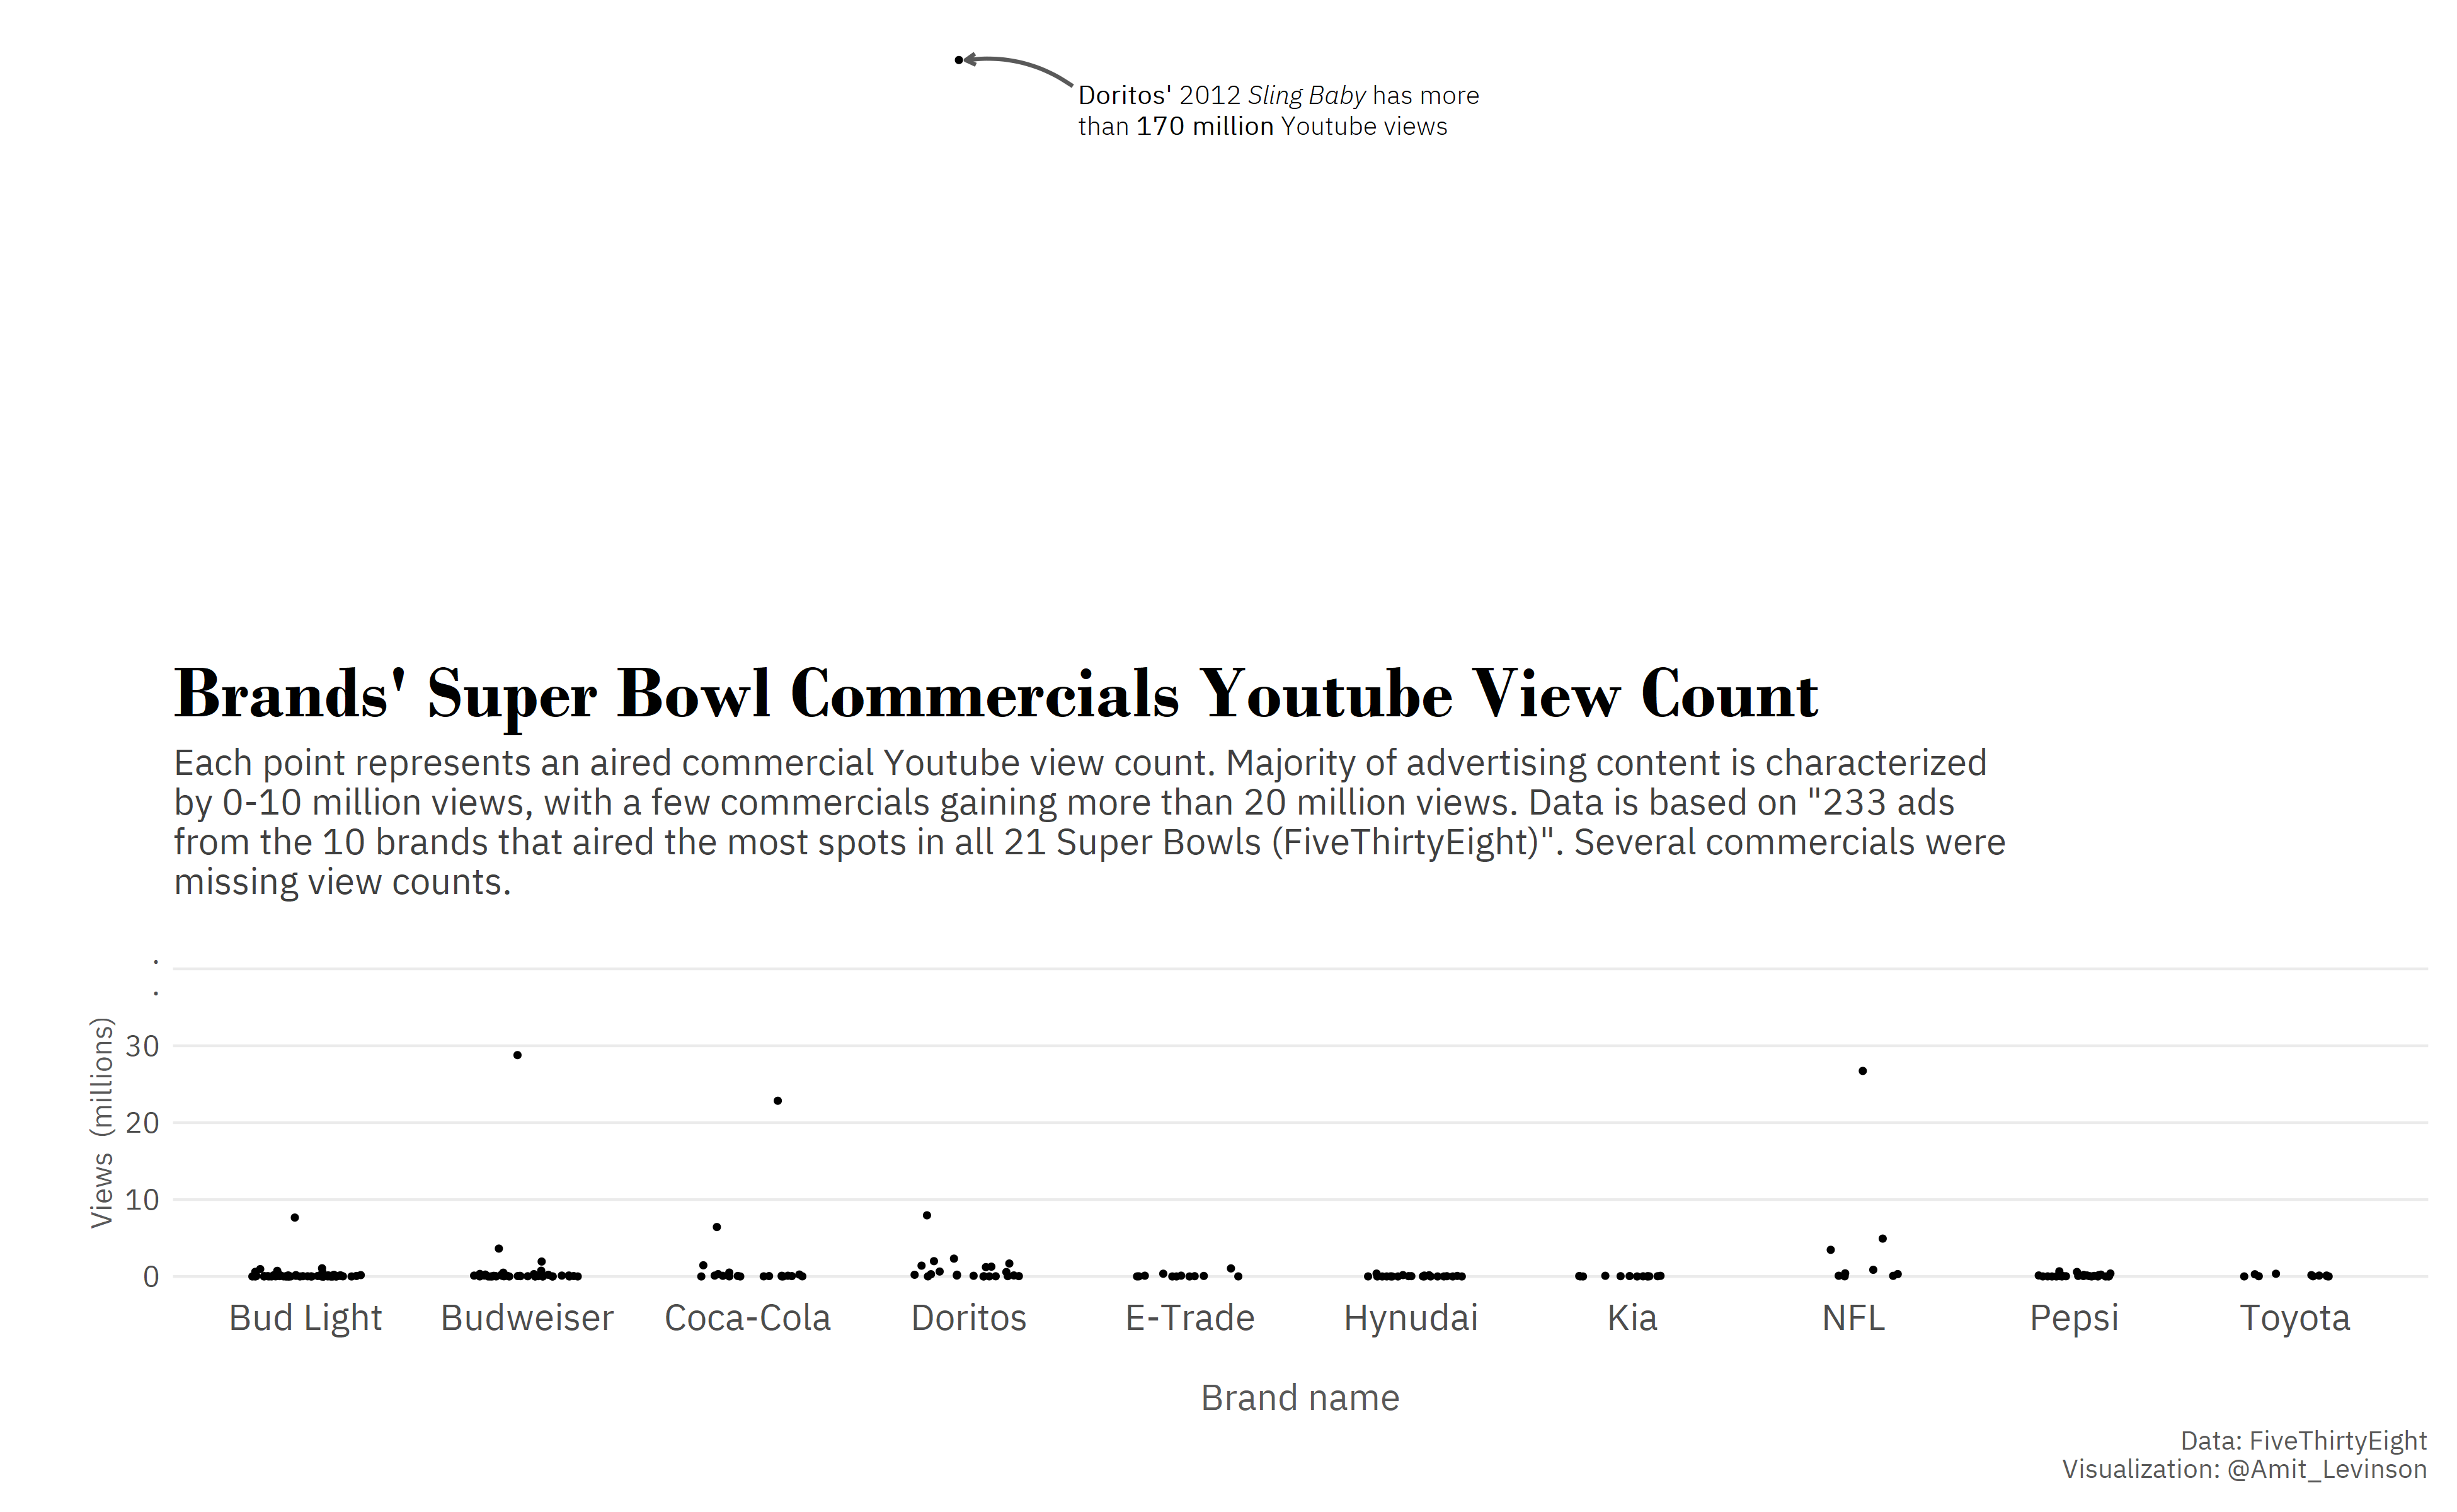 Doritos' 2012 Sling Baby has more
than 170 million Youtube views
Brands' Super Bowl Commercials Youtube View Count
Each point represents an aired commercial Youtube view count. Majority of advertising content is characterized
by 0-10 million views, with a few commercials gaining more than 20 million views. Data is based on "233 ads
from the 10 brands that aired the most spots in all 21 Super Bowls (FiveThirtyEight)". Several commercials were
missing view counts.
.
.
30
20
10
0
Views (millions)
Bud Light Budweiser Coca-Cola Doritos E-Trade Hynudai Kia NFL Pepsi Toyota
Brand name
Data: FiveThirtyEight
Visualization: @Amit_Levinson